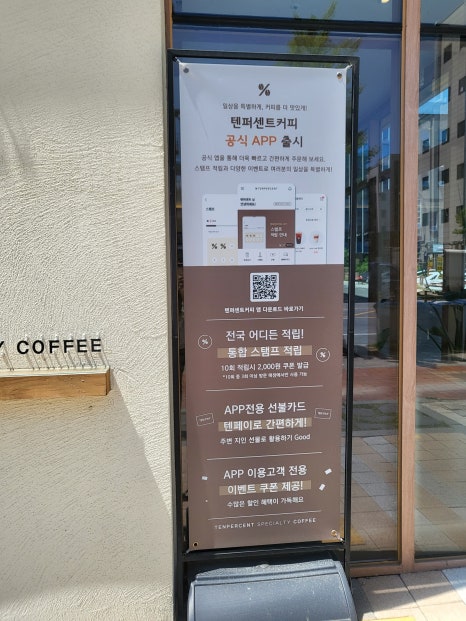 일상을 특별하게, 커피를 더 맛있게!
텐퍼센트커피
공식 APP 출시
공식 앱을 통해 더욱 빠르고 간편하게 주문해 보세요.
스탬프 적립과 다양한 이벤트로 여러분의 일상을 특별하게!
스탬프
적립 안내
텐퍼센트커피 앱 다운로드 바로가기
전국 어디든 적립!
통합 스탬프 적립
10회 적립시 2,000원 쿠폰 발급
APP전용 선불카드
텐페이로 간편하게!
주변 지인 선물로 활용하기 Good
APP 이용고객 전용
이벤트 쿠폰 제공!
수많은 할인 혜택이 가득해요
TENPERCENT SPECIALTY COFFEE
Y COFFEE